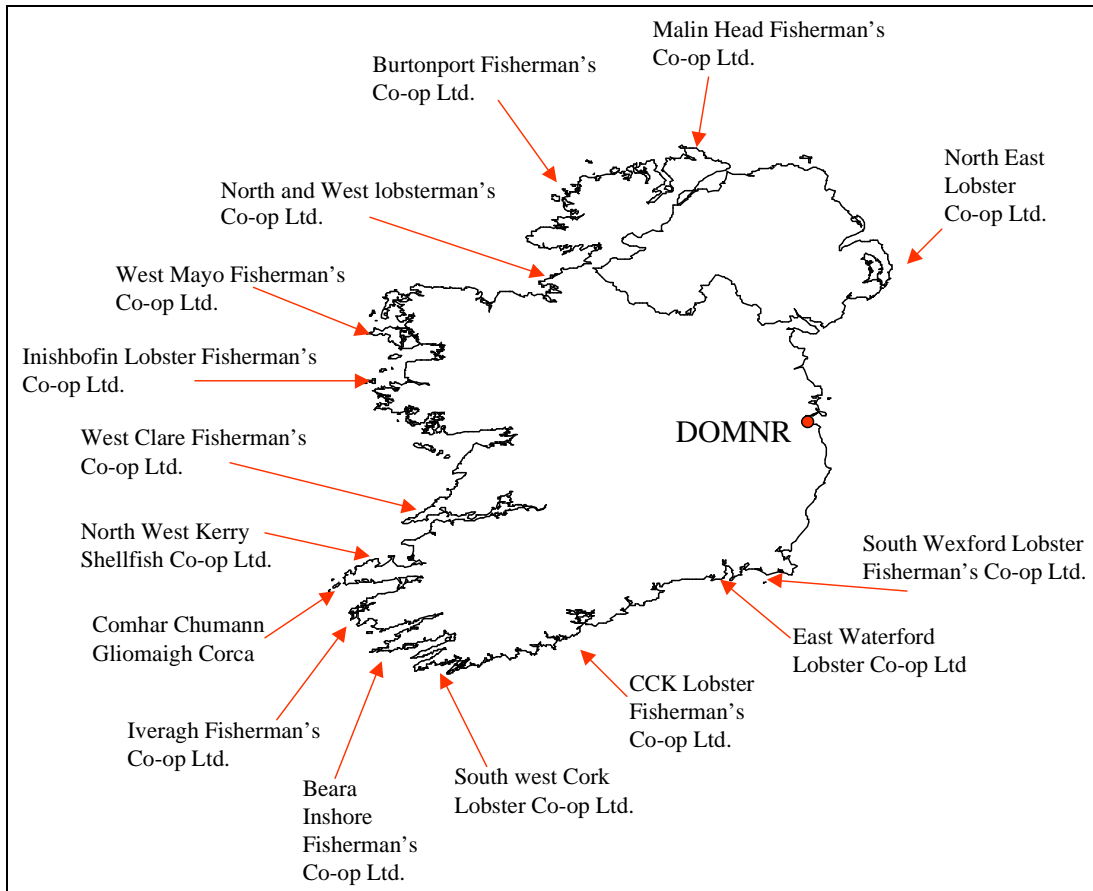 Malin Head Fisherman’s
Co-op Ltd.
Burtonport Fisherman’s
Co-op Ltd.
North East
Lobster
Co-op Ltd.
North and West lobsterman’s
Co-op Ltd.
West Mayo Fisherman’s
Co-op Ltd.
Inishbofin Lobster Fisherman’s
Co-op Ltd.
DOMNR
West Clare Fisherman’s
Co-op Ltd.
North West Kerry
Shellfish Co-op Ltd.
South Wexford Lobster
Fisherman’s Co-op Ltd.
Comhar Chumann
Gliomaigh Corca
East Waterford
Lobster Co-op Ltd
CCK Lobster
Fisherman’s
Co-op Ltd.
Iveragh Fisherman’s
Co-op Ltd.
South west Cork
Lobster Co-op Ltd.
Beara
Inshore
Fisherman’s
Co-op Ltd.